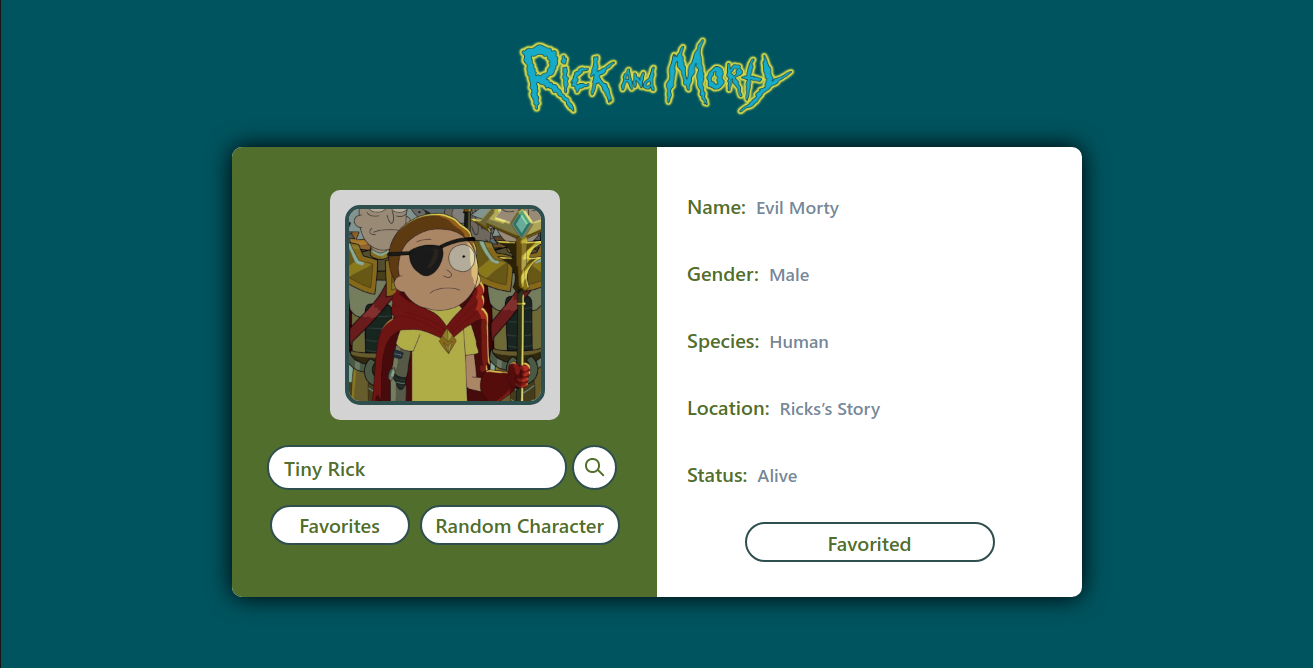 Rick and Morty
Tiny Rick
Favorites
Random Character
Name: Evil Morty
Gender: Male
Species: Human
Location: Ricks's Story
Status: Alive
Favorited